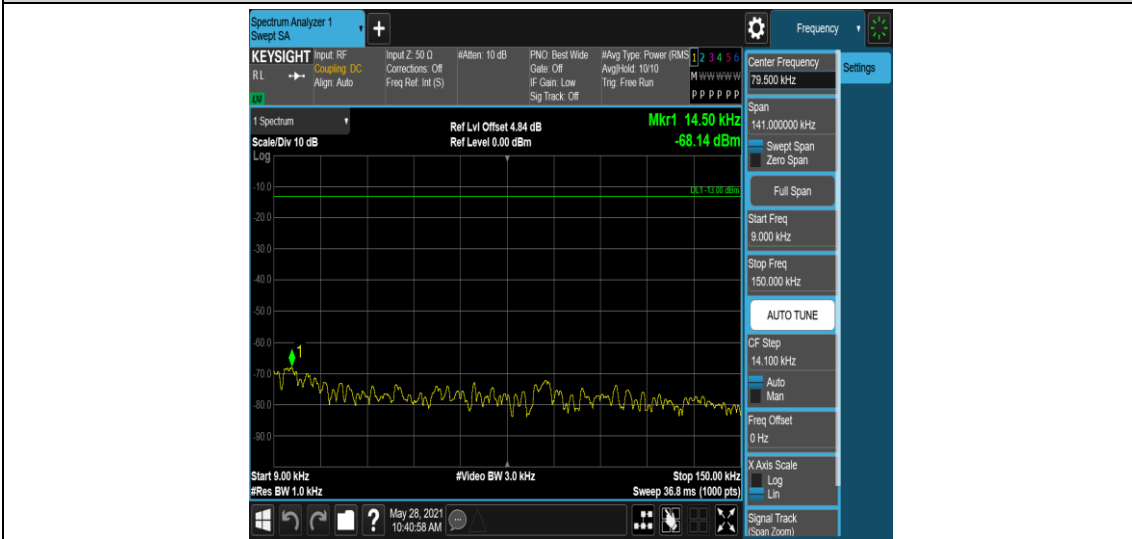 Spectrum Analyzer 1
Swept SA
Frequency
KEYSIGHT
RL
Input: RF
Coupling: DC
Align: Auto
Input Z: 50 Ω
Corrections: Off
Freq Ref: Int (S)
#Atten: 10 dB
PNO: Best Wide
Gate: Off
IF Gain: Low
Sig Track: Off
#Avg Type: Power (RMS
Avg|Hold: 10/10
Trig: Free Run
1 2 3 4 5 6
M W W W W W
P P P P P P
1 Spectrum
Scale/Div 10 dB
Log
Ref Lvl Offset 4.84 dB
Ref Level 0.00 dBm
Mkr1 14.50 kHz
-68.14 dBm
DL1 -13.00 dBm
-10.0
-20.0
-30.0
-40.0
-50.0
-60.0
-70.0
-80.0
-90.0
1
Start 9.00 kHz
#Res BW 1.0 kHz
#Video BW 3.0 kHz
Stop 150.00 kHz
Sweep 36.8 ms (1000 pts)
Center Frequency
79.500 kHz
Settings
Span
141.000000 kHz
Swept Span
Zero Span
Full Span
Start Freq
9.000 kHz
Stop Freq
150.000 kHz
AUTO TUNE
CF Step
14.100 kHz
Auto
Man
Freq Offset
0 Hz
X Axis Scale
Log
Lin
Signal Track
(Span Zoom)
?
May 28, 2021
10:40:58 AM